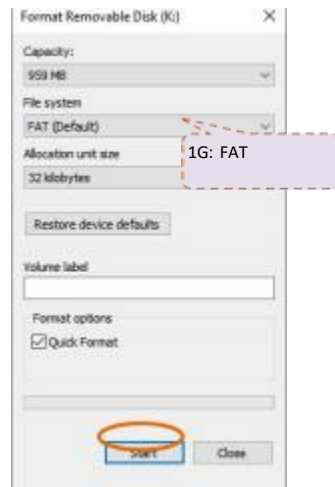 Format Removable Disk (K:)
Capacity:
959 MB
File system
FAT (Default)
1G: FAT
Allocation unit size
32 kilobytes
Restore device defaults
Volume label
Format options
Quick Format
Start
Close